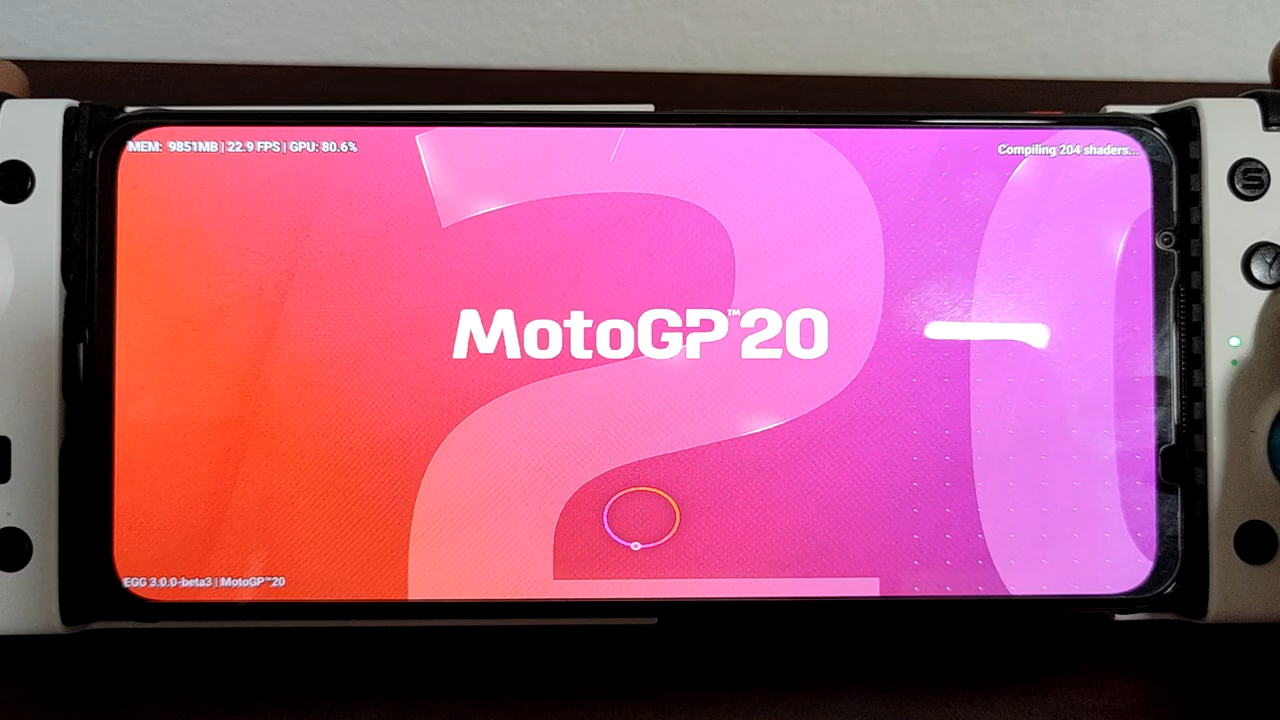 MEM: 9851MB | 22.9 FPS | GPU: 80.6%
Compiling 204 shaders...
MotoGP™20
EGG 3.0.0-beta3 | MotoGP™20
S
Y